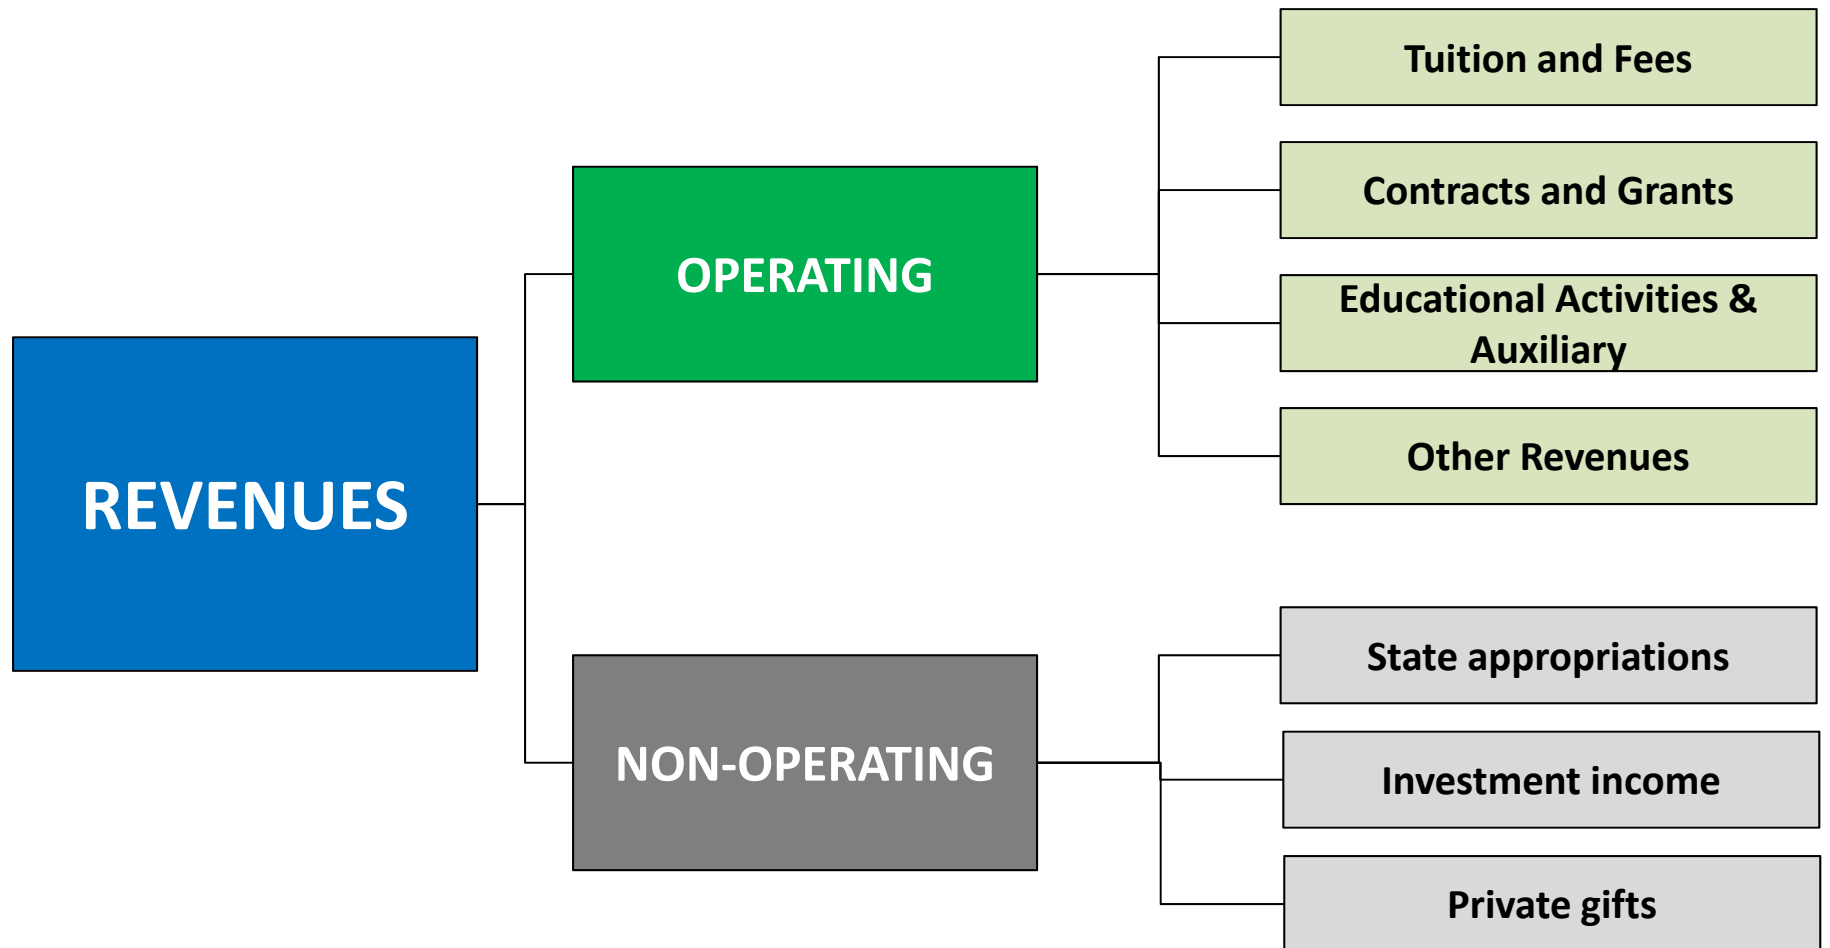 REVENUES
OPERATING
Tuition and Fees
Contracts and Grants
Educational Activities &
Auxiliary
Other Revenues
NON-OPERATING
State appropriations
Investment income
Private gifts